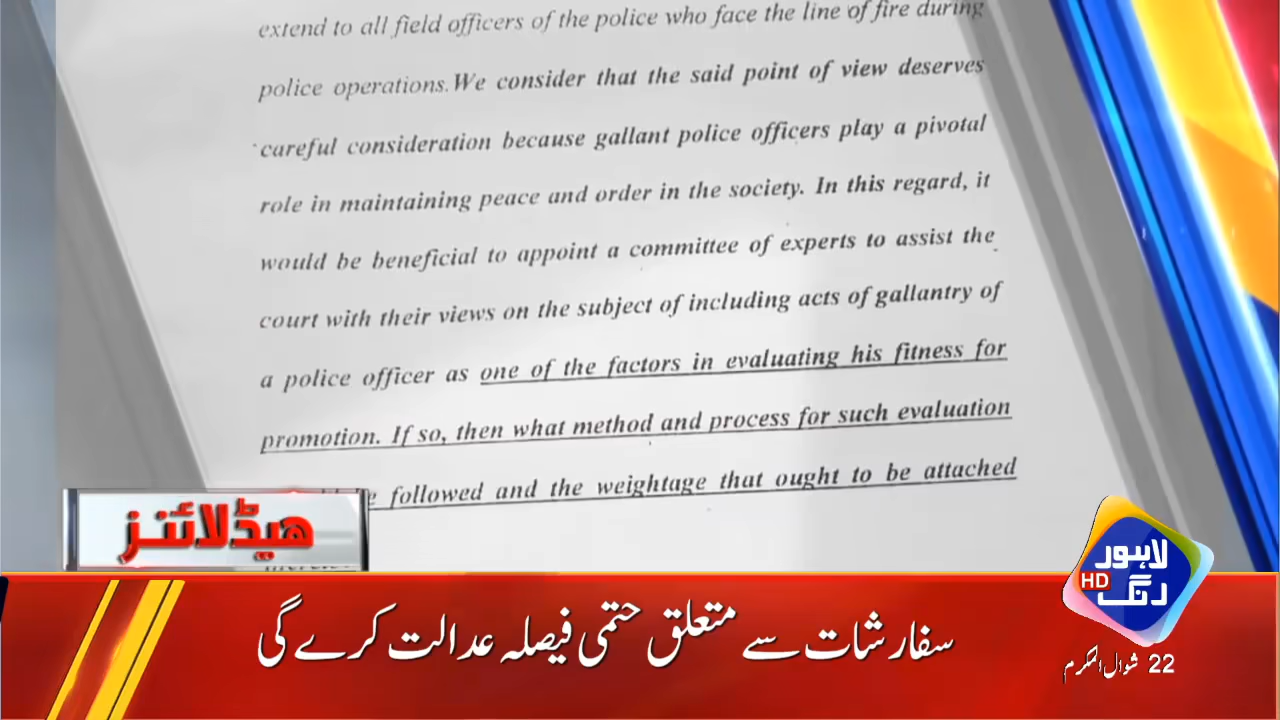 extend to all field officers of the police who face the line of fire during
police operations. We consider that the said point of view deserves
careful consideration because gallant police officers play a pivotal
role in maintaining peace and order in the society. In this regard, it
would be beneficial to appoint a committee of experts to assist the
court with their views on the subject of including acts of gallantry of
a police officer as one of the factors in evaluating his fitness for
promotion. If so, then what method and process for such evaluation
followed and the weightage that ought to be attached
ہیڈلائنز
لاہور
HD رنگ
سفارشات سے متعلق حتمی فیصلہ عدالت کرے گی
22 شوال المکرم